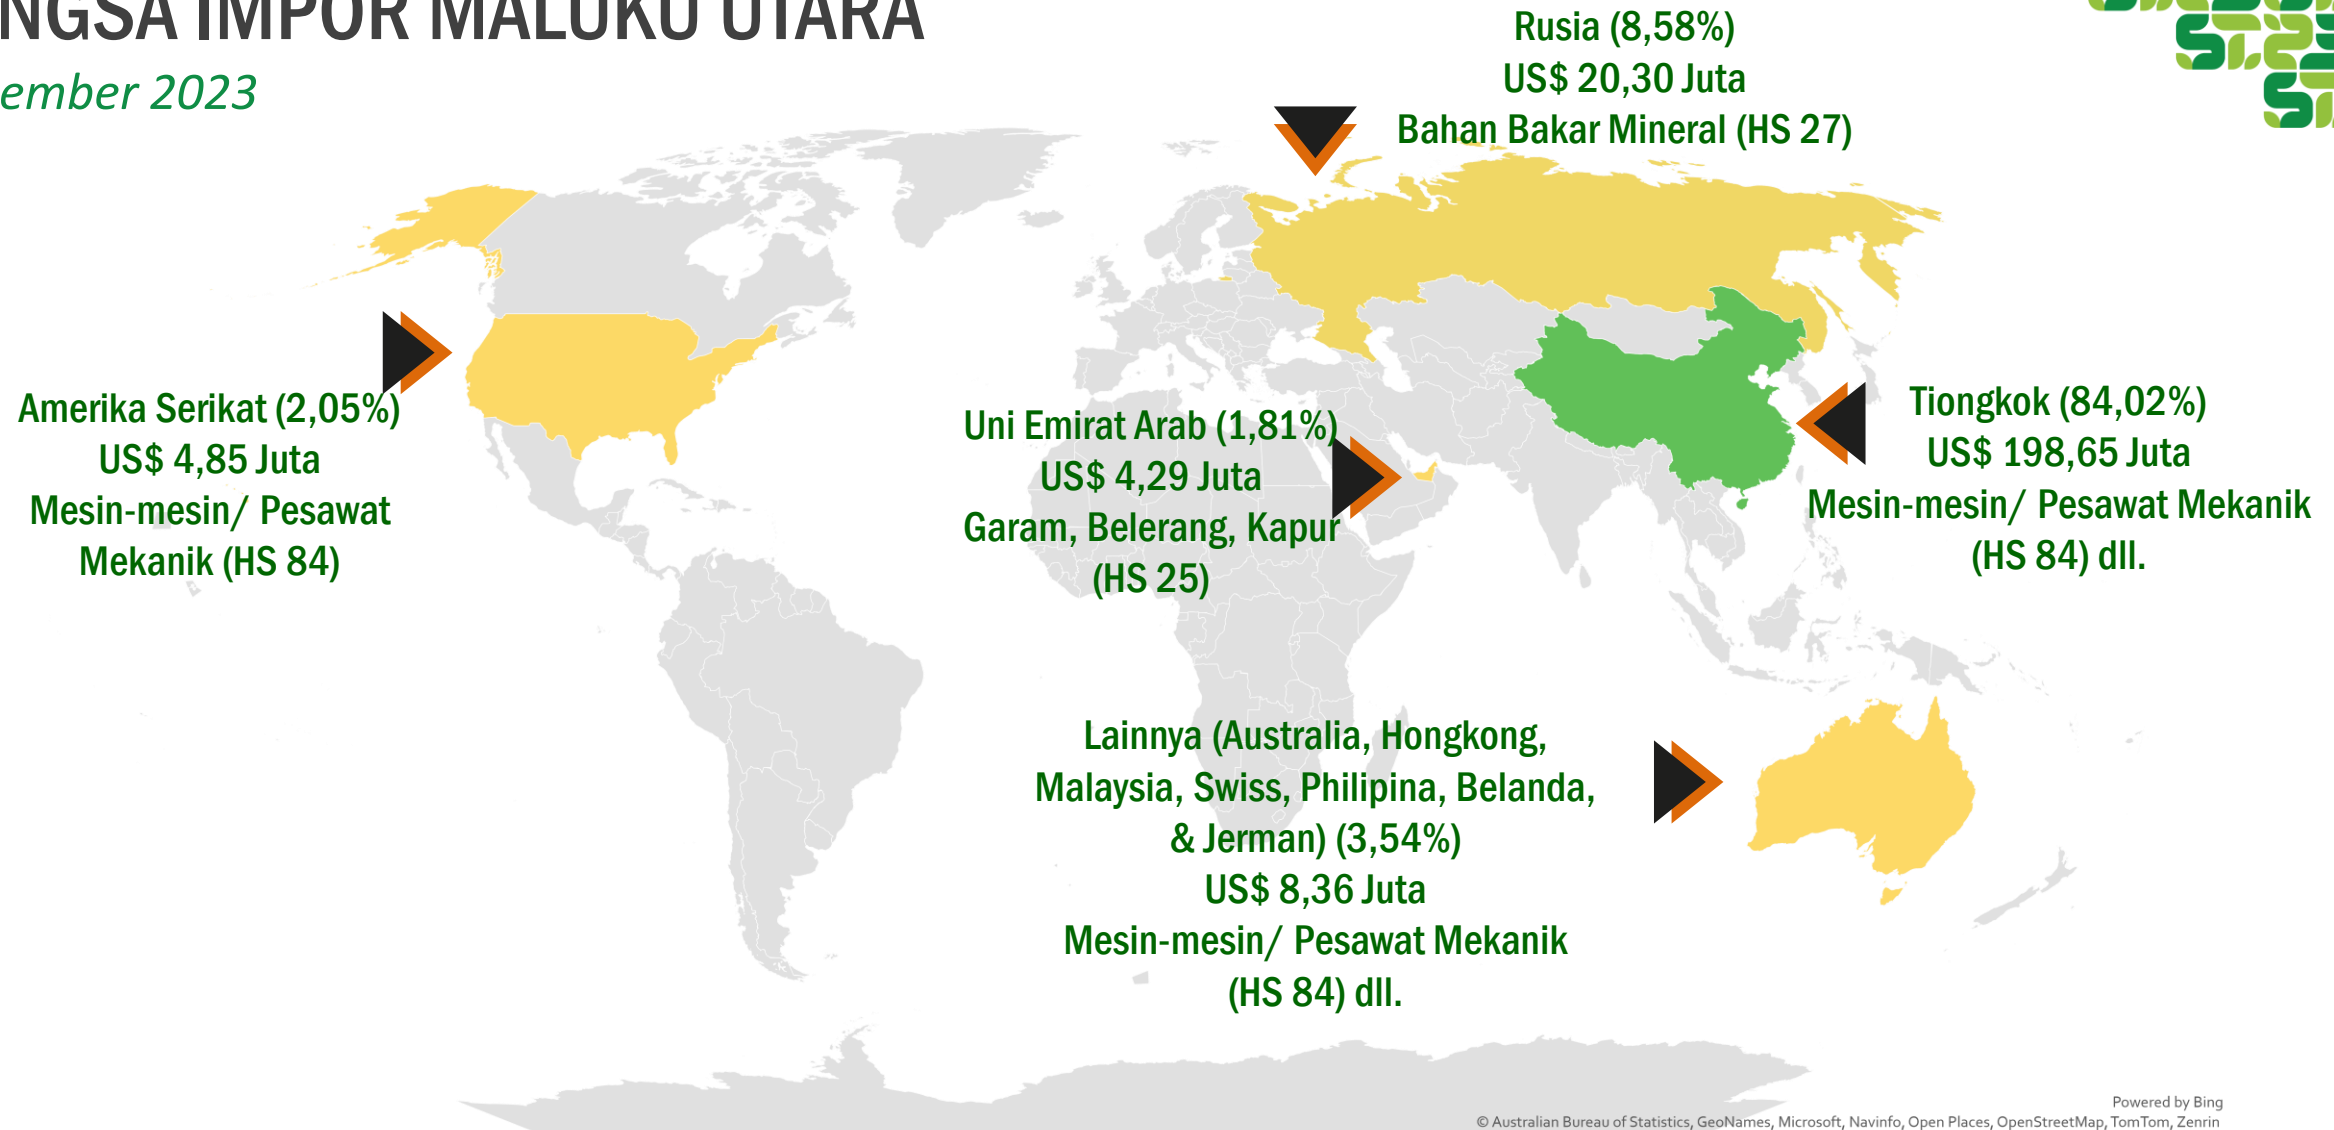 NGSA IMPOR MALUKU UTARA
ember 2023
Rusia (8,58%)
US$ 20,30 Juta
Bahan Bakar Mineral (HS 27)
Amerika Serikat (2,05%)
US$ 4,85 Juta
Mesin-mesin/ Pesawat
Mekanik (HS 84)
Uni Emirat Arab (1,81%)
US$ 4,29 Juta
Garam, Belerang, Kapur
(HS 25)
Tiongkok (84,02%)
US$ 198,65 Juta
Mesin-mesin/ Pesawat Mekanik
(HS 84) dll.
Lainnya (Australia, Hongkong,
Malaysia, Swiss, Philipina, Belanda,
& Jerman) (3,54%)
US$ 8,36 Juta
Mesin-mesin/ Pesawat Mekanik
(HS 84) dll.
Powered by Bing
© Australian Bureau of Statistics, GeoNames, Microsoft, Navinfo, Open Places, OpenStreetMap, TomTom, Zenrin